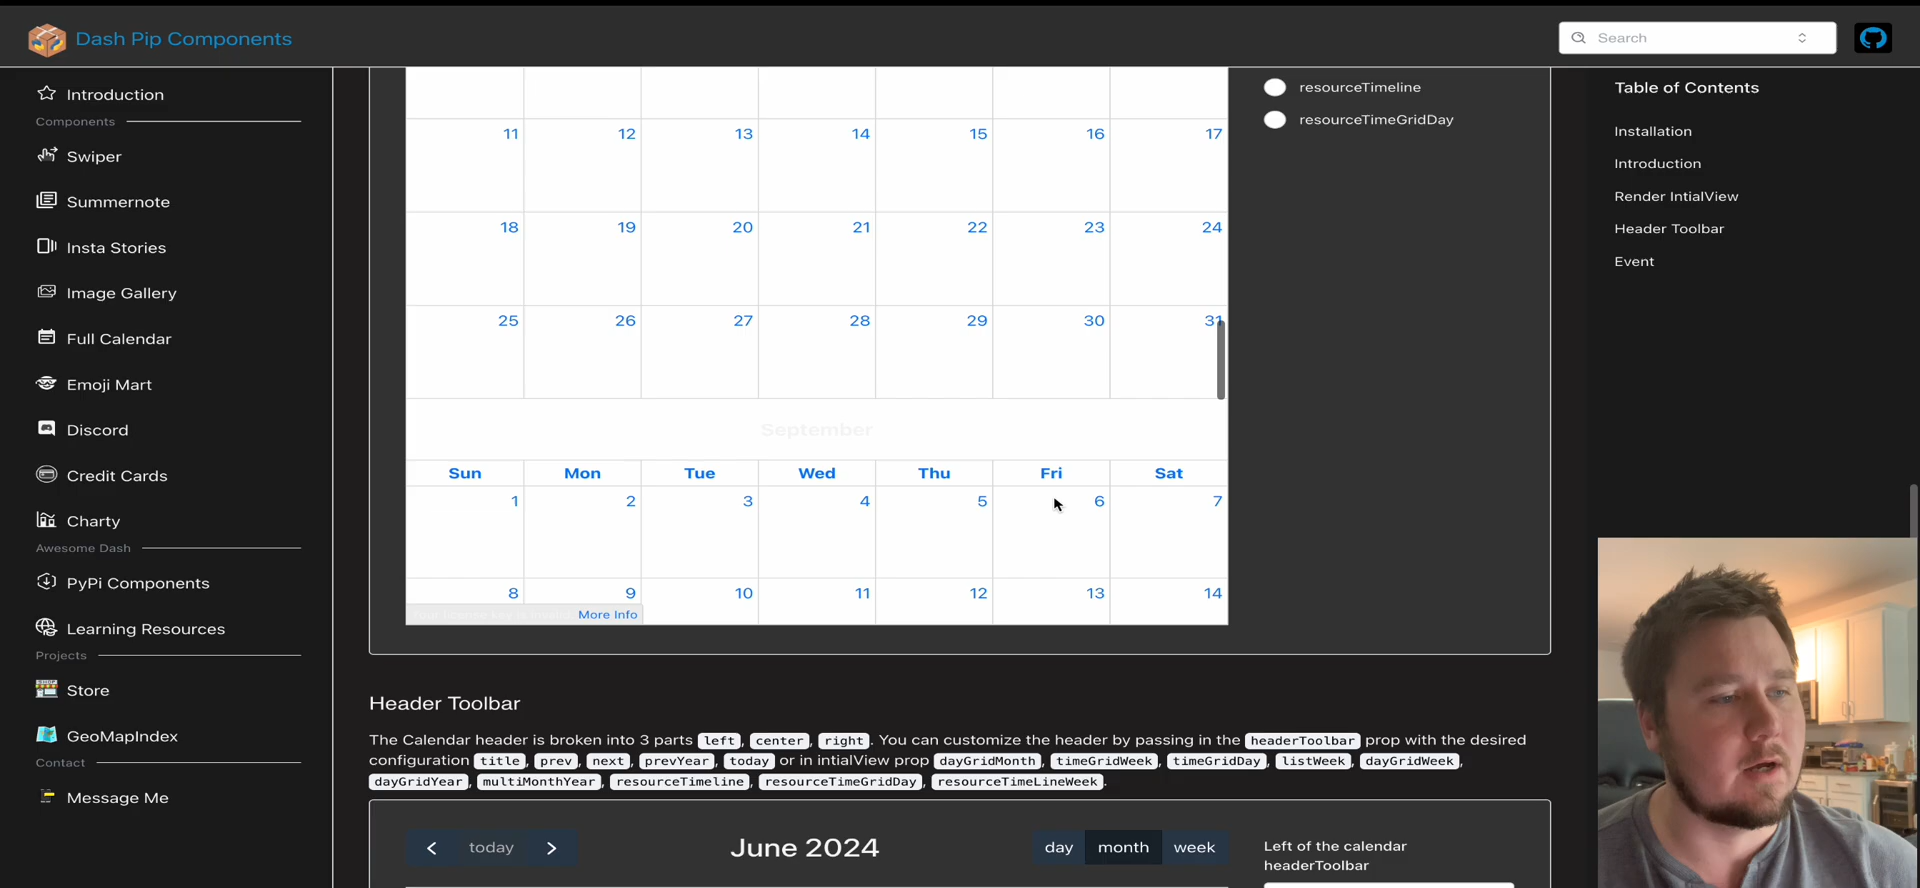 Dash Pip Components
Search
Introduction
Components
Swiper
Summernote
Insta Stories
Image Gallery
Full Calendar
Emoji Mart
Discord
Credit Cards
Charty
Awesome Dash
PyPi Components
Learning Resources
Projects
Store
GeoMapIndex
Contact
Message Me
11 12 13 14 15 16 17
18 19 20 21 22 23 24
25 26 27 28 29 30 31
September
Sun Mon Tue Wed Thu Fri Sat
1 2 3 4 5 6 7
8 9 10 11 12 13 14
More Info
resourceTimeline
resourceTimeGridDay
Header Toolbar
The Calendar header is broken into 3 parts left, center, right. You can customize the header by passing in the headerToolbar prop with the desired
configuration title, prev, next, prevYear, today or in intialView prop dayGridMonth, timeGridWeek, timeGridDay, listWeek, dayGridWeek,
dayGridYear, multiMonthYear, resourceTimeline, resourceTimeGridDay, resourceTimeLineWeek.
< today > June 2024 day month week
Left of the calendar
headerToolbar
Table of Contents
Installation
Introduction
Render IntialView
Header Toolbar
Event